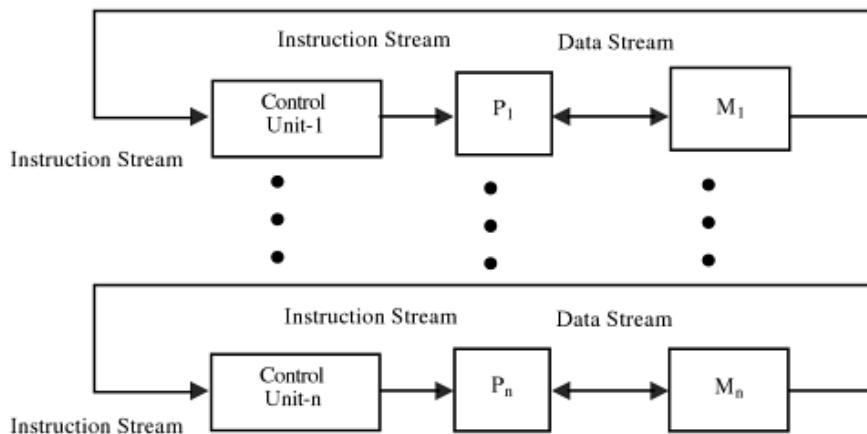 Instruction Stream
Data Stream
Control
Unit-1
P₁
M₁
Instruction Stream
Instruction Stream
Data Stream
Control
Unit-n
Pₙ
Mₙ
Instruction Stream